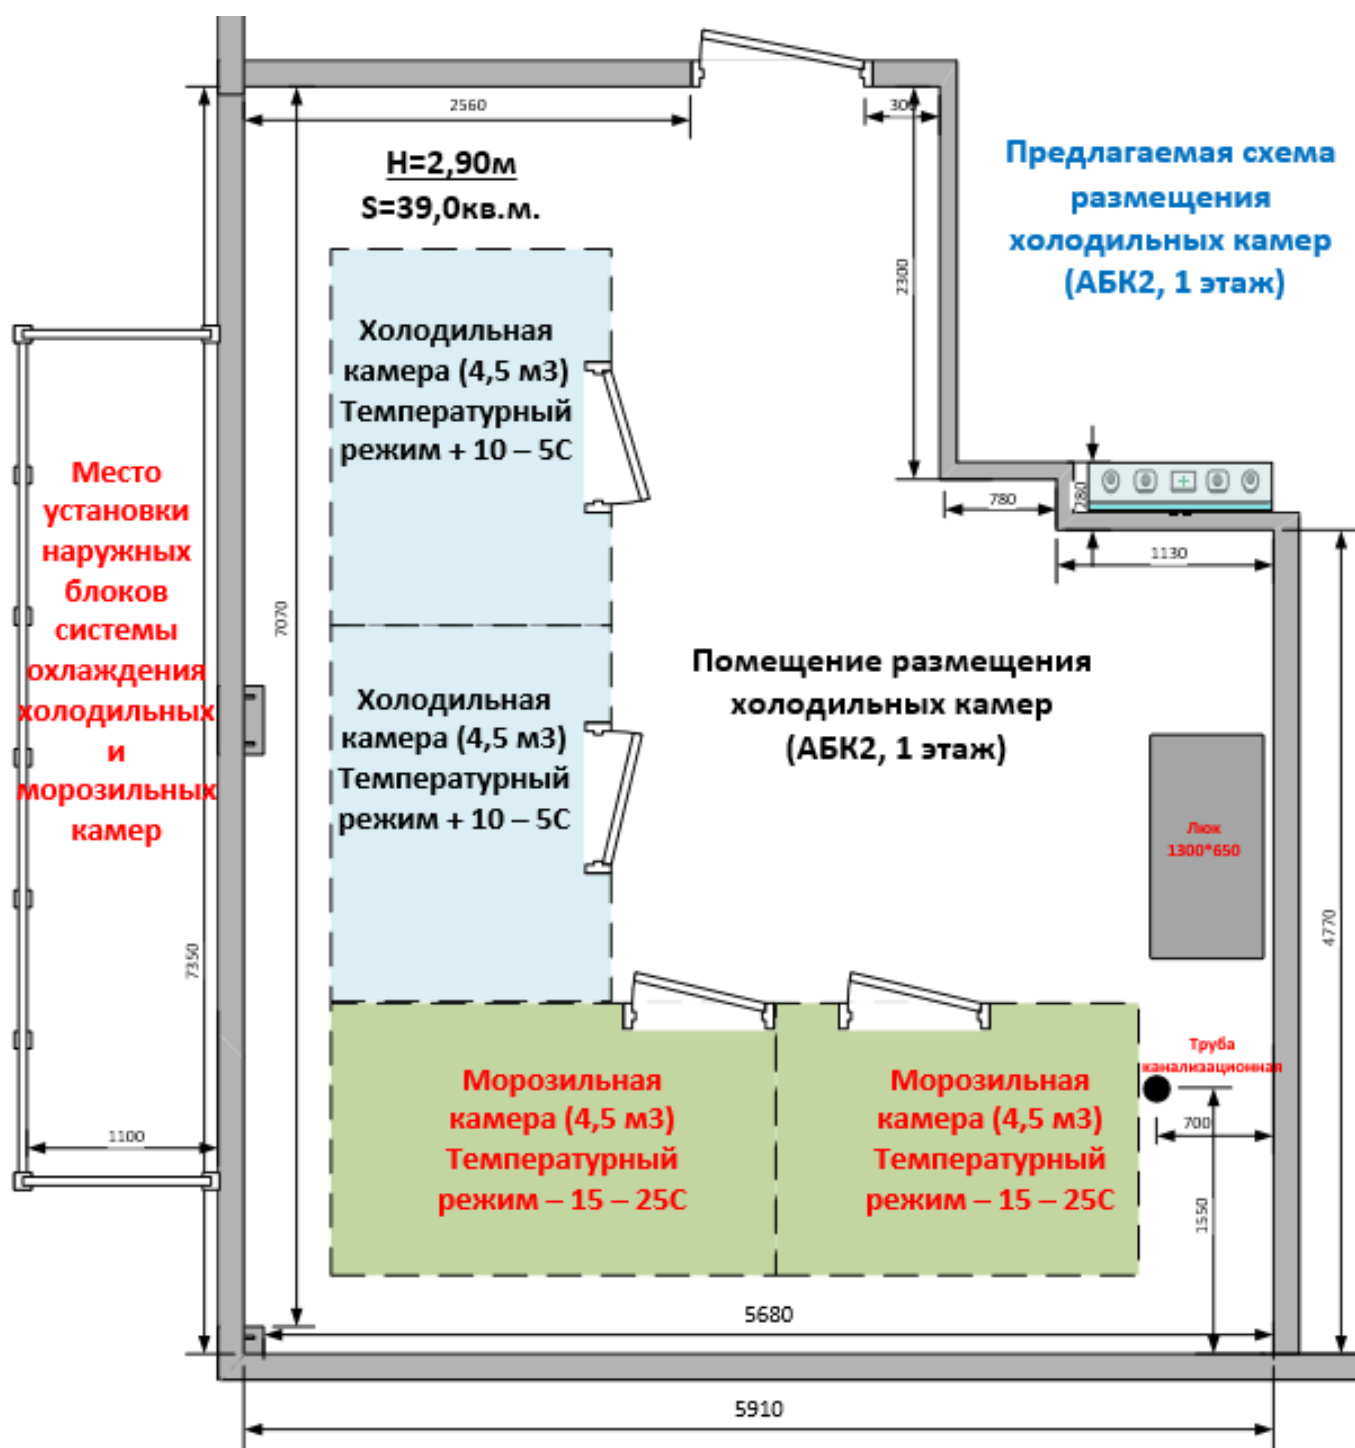 2560
300
H=2,90м
S=39,0кв.м.
Предлагаемая схема
размещения
холодильных камер
(АБК2, 1 этаж)
2300
Холодильная
камера (4,5 м3)
Температурный
режим + 10 – 5С
780
280
1130
Место
установки
наружных
блоков
системы
охлаждения
холодильных
и
морозильных
камер
7070
7350
Помещение размещения
холодильных камер
(АБК2, 1 этаж)
Холодильная
камера (4,5 м3)
Температурный
режим + 10 – 5С
Люк
1300*650
4770
Труба
канализационная
700
1550
1100
Морозильная
камера (4,5 м3)
Температурный
режим – 15 – 25С
Морозильная
камера (4,5 м3)
Температурный
режим – 15 – 25С
5680
5910